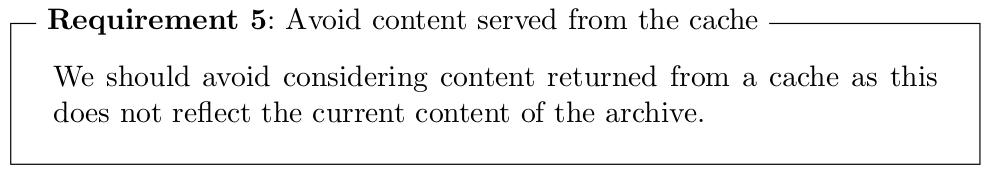 Requirement 5: Avoid content served from the cache
We should avoid considering content returned from a cache as this
does not reflect the current content of the archive.